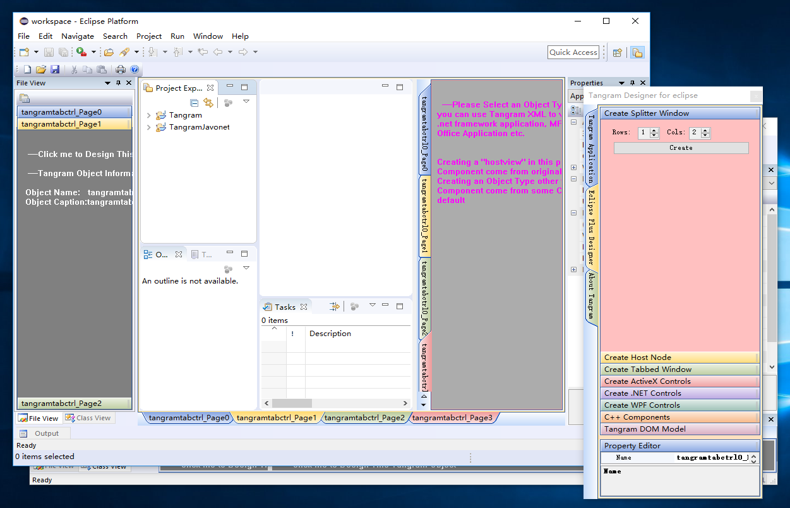 workspace - Eclipse Platform
File Edit Navigate Search Project Run Window Help
Quick Access
File View
tangramtabctrl_Page0
tangramtabctrl_Page1
—Click me to Design This
—Tangram Object Informa
Object Name: tangramtab
Object Caption:tangramtab
tangramtabctrl_Page2
File View Class View
Output
Ready
0 items selected
Project Exp...
Tangram
TangramJavonet
O... T...
An outline is not available.
Tasks
0 items
! Description
tangramtabctrl0_Page0
tangramtabctrl0_Page1
tangramtabctrl0_Page2
tangramtabctrl
—Please Select an Object Ty
you can use Tangram XML to v
.net framework application, MF
Office Application etc.
Creating a "hostview" in this p
Component come from original
Creating an Object Type other
Component come from some C
default
tangramtabctrl_Page0 tangramtabctrl_Page1 tangramtabctrl_Page2 tangramtabctrl_Page3
Properties
App
Tangram Designer for eclipse
Tangram Application
Eclipse Plus Designer
About Tangram
Create Splitter Window
Rows: 1 Cols: 2
Create
Create Host Node
Create Tabbed Window
Create ActiveX Controls
Create .NET Controls
Create WPF Controls
C++ Components
Tangram DOM Model
Property Editor
Name tangramtabctrl0_
Name
File View Class View
Ready